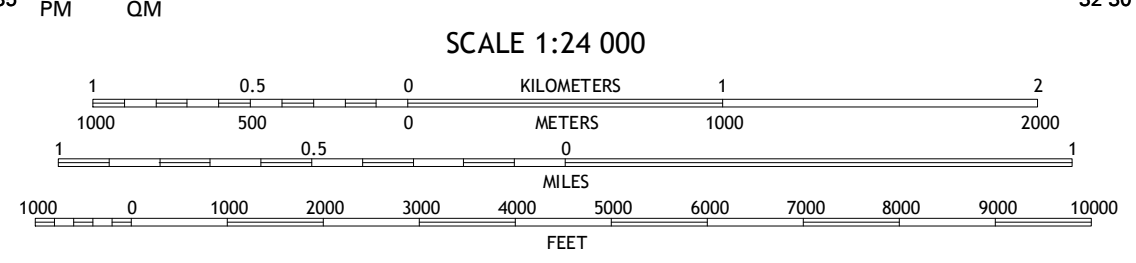 PM QM
SCALE 1:24 000
1 0.5 0 KILOMETERS 1 2
1000 500 0 METERS 1000 2000
1 0.5 0 1
MILES
1000 0 1000 2000 3000 4000 5000 6000 7000 8000 9000 10000
FEET